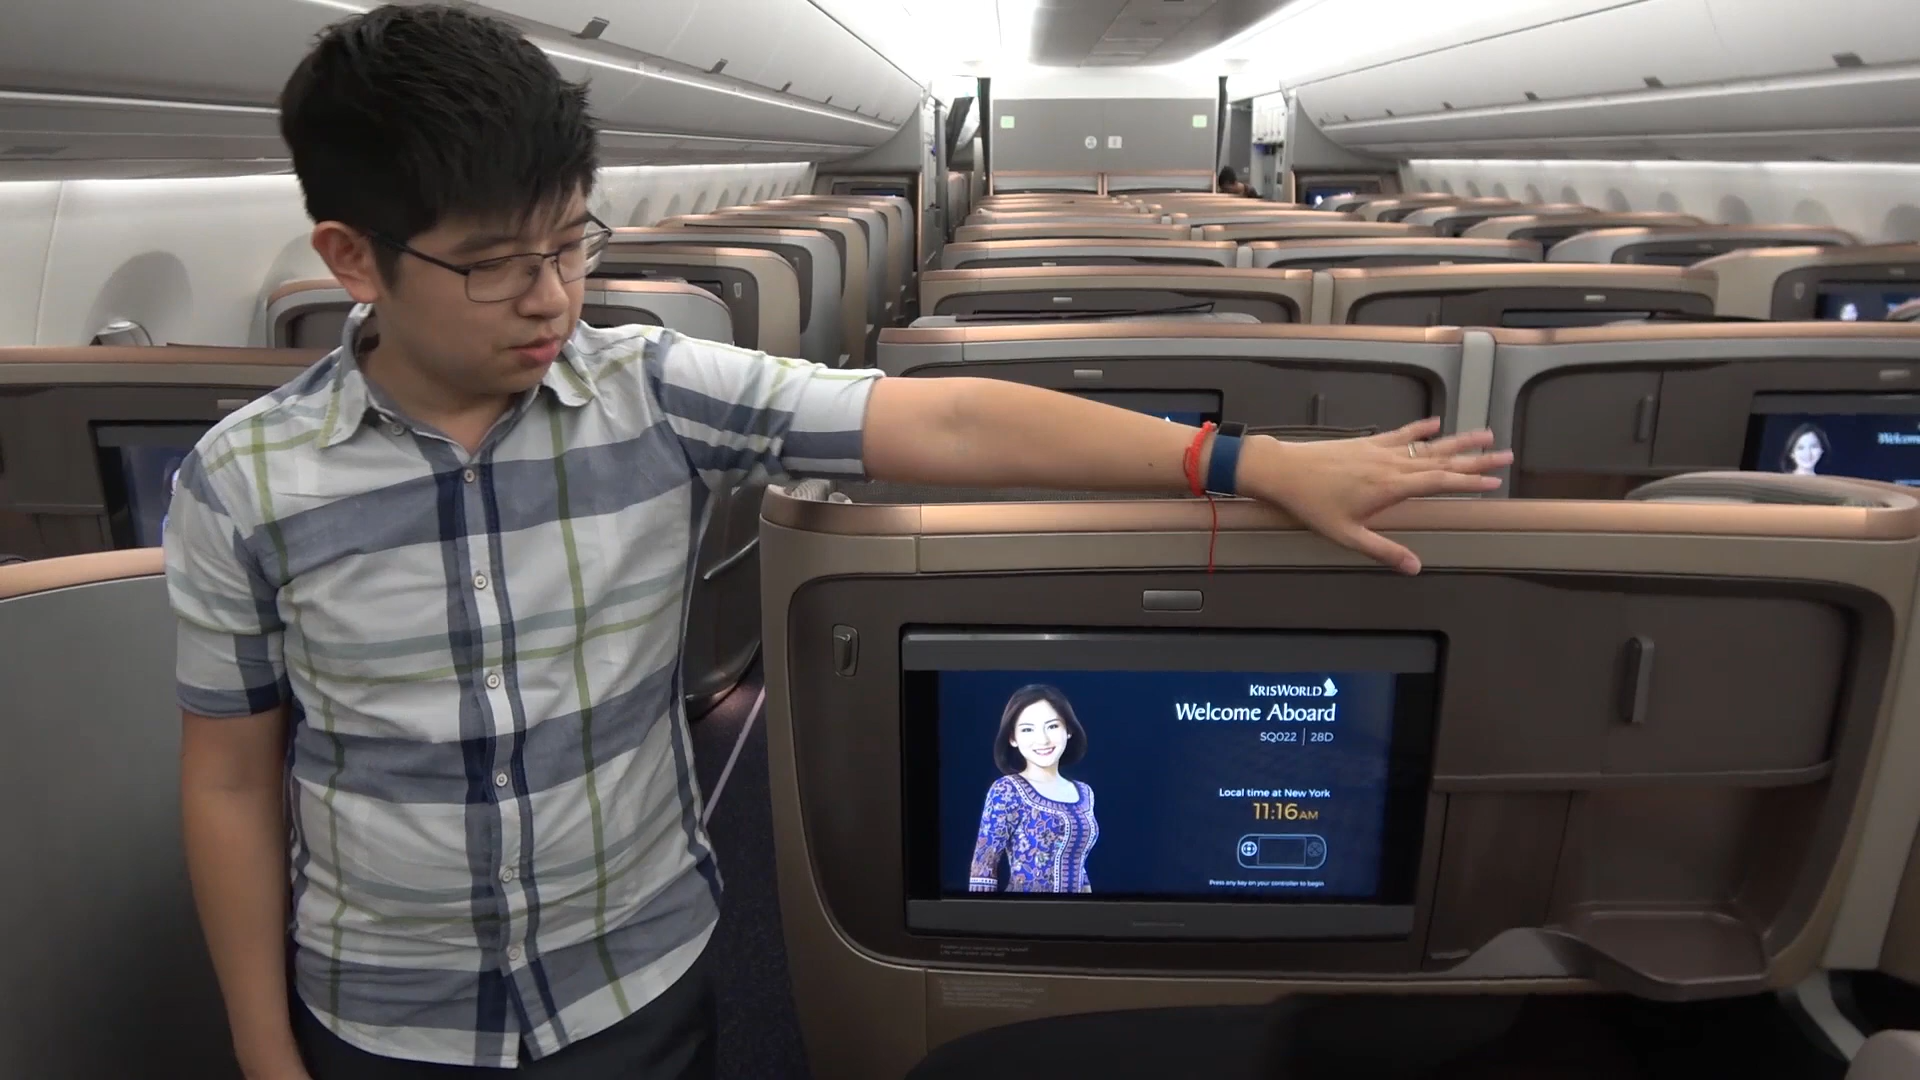 KRISWORLD
Welcome Aboard
SQ022 | 28D
Local time at New York
11:16AM
Press any key on your controller to begin
Welcome